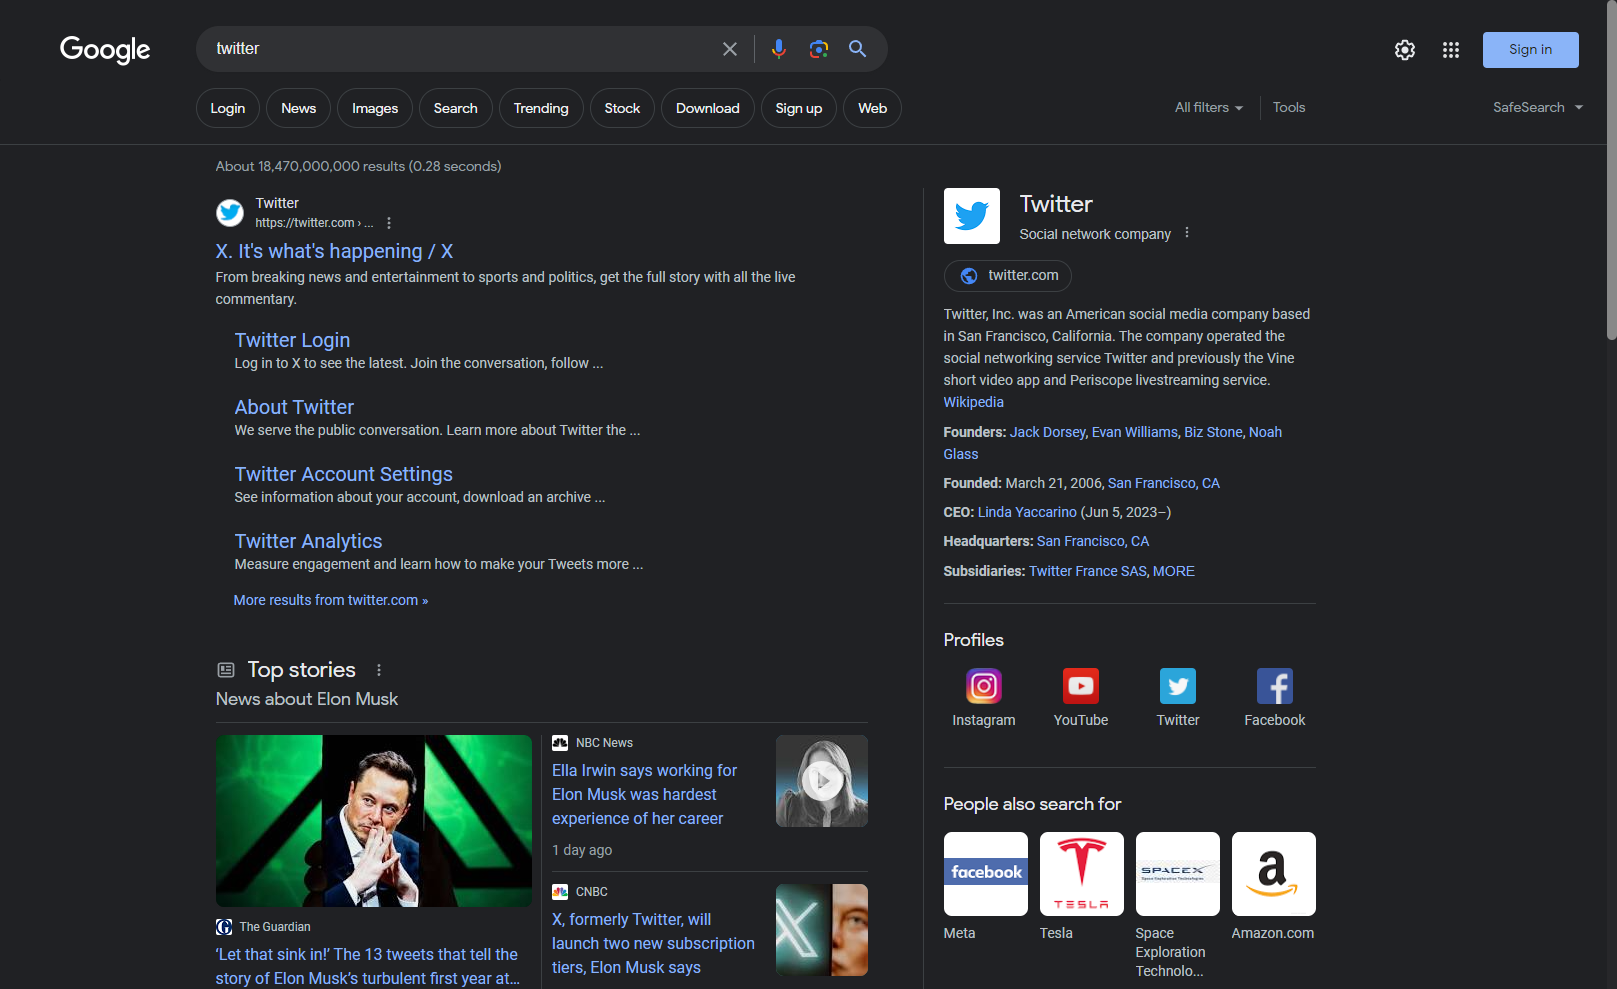 Google
twitter
Sign in
Login
News
Images
Search
Trending
Stock
Download
Sign up
Web
All filters
Tools
SafeSearch
About 18,470,000,000 results (0.28 seconds)
Twitter
https://twitter.com › ...
X. It's what's happening / X
From breaking news and entertainment to sports and politics, get the full story with all the live
commentary.
Twitter Login
Log in to X to see the latest. Join the conversation, follow ...
About Twitter
We serve the public conversation. Learn more about Twitter the ...
Twitter Account Settings
See information about your account, download an archive ...
Twitter Analytics
Measure engagement and learn how to make your Tweets more ...
More results from twitter.com »
Top stories
News about Elon Musk
The Guardian
‘Let that sink in!’ The 13 tweets that tell the
story of Elon Musk’s turbulent first year at…
NBC News
Ella Irwin says working for
Elon Musk was hardest
experience of her career
1 day ago
CNBC
X, formerly Twitter, will
launch two new subscription
tiers, Elon Musk says
Twitter
Social network company
twitter.com
Twitter, Inc. was an American social media company based
in San Francisco, California. The company operated the
social networking service Twitter and previously the Vine
short video app and Periscope livestreaming service.
Wikipedia
Founders: Jack Dorsey, Evan Williams, Biz Stone, Noah
Glass
Founded: March 21, 2006, San Francisco, CA
CEO: Linda Yaccarino (Jun 5, 2023–)
Headquarters: San Francisco, CA
Subsidiaries: Twitter France SAS, MORE
Profiles
Instagram
YouTube
Twitter
Facebook
People also search for
facebook
TESLA
SPACEX
Space Exploration Technologies
a
Meta
Tesla
Space
Exploration
Technolo...
Amazon.com